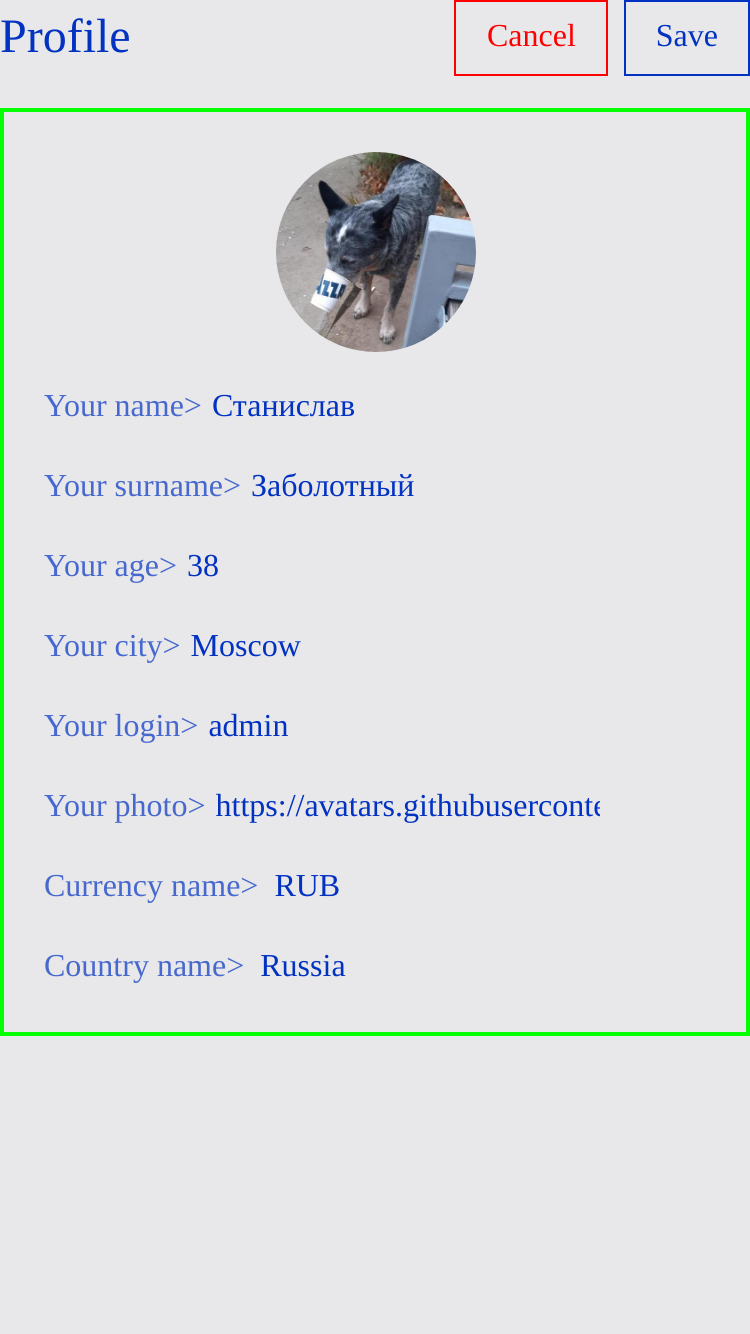 Profile
Cancel
Save
Your name> Станислав
Your surname> Заболотный
Your age> 38
Your city> Moscow
Your login> admin
Your photo> https://avatars.githubuserconte
Currency name> RUB
Country name> Russia